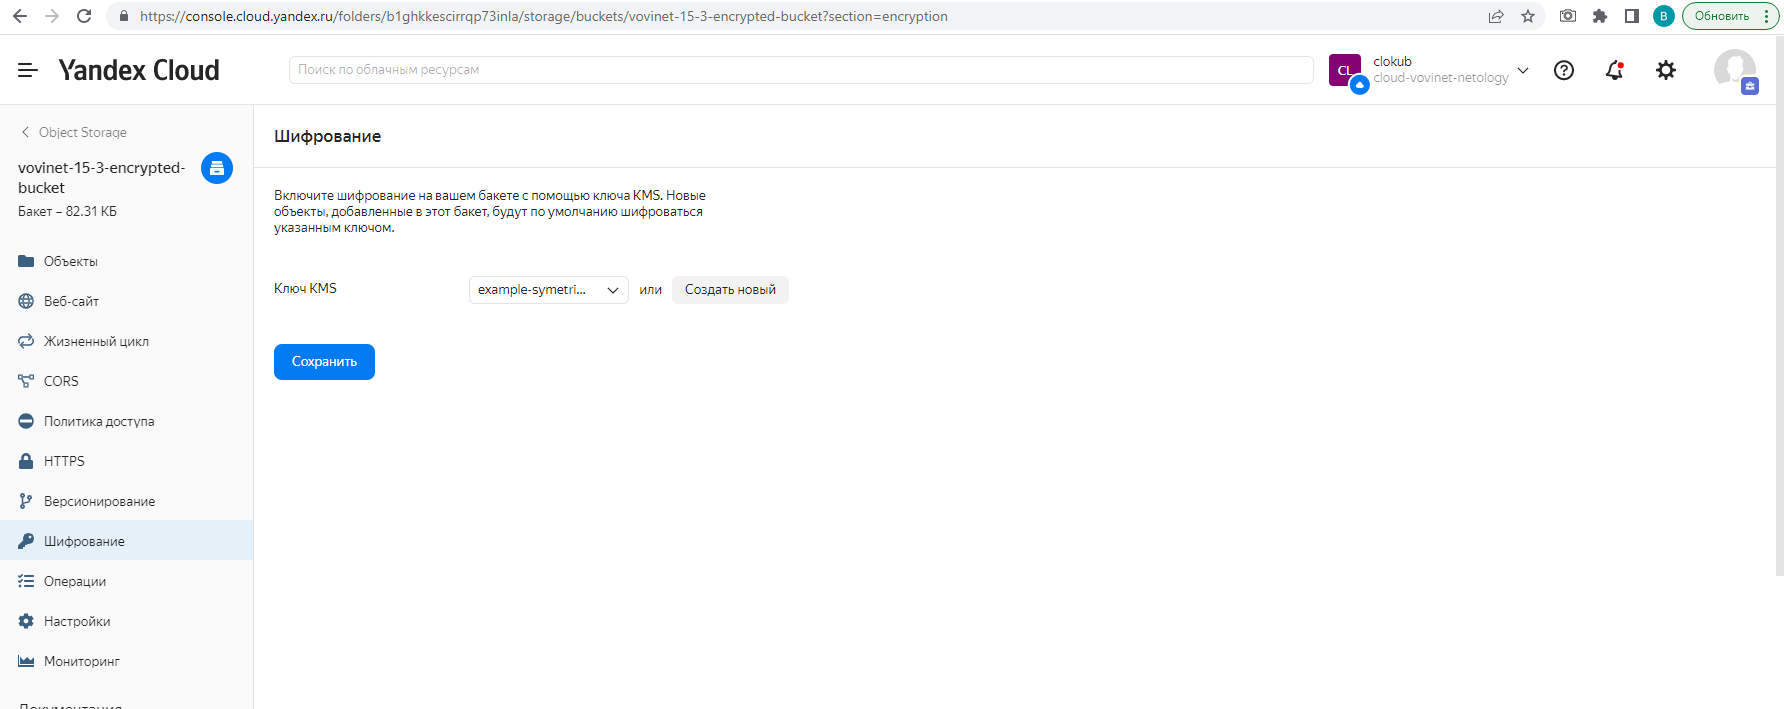 https://console.cloud.yandex.ru/folders/b1ghkkescirrqp73inla/storage/buckets/vovinet-15-3-encrypted-bucket?section=encryption
B
Обновить
Yandex Cloud
Поиск по облачным ресурсам
CL
clokub
cloud-vovinet-netology
Object Storage
vovinet-15-3-encrypted-
bucket
Бакет – 82.31 КБ
Объекты
Веб-сайт
Жизненный цикл
CORS
Политика доступа
HTTPS
Версионирование
Шифрование
Операции
Настройки
Мониторинг
Документация
Шифрование
Включите шифрование на вашем бакете с помощью ключа KMS. Новые
объекты, добавленные в этот бакет, будут по умолчанию шифроваться
указанным ключом.
Ключ KMS
example-symetri...
или
Создать новый
Сохранить